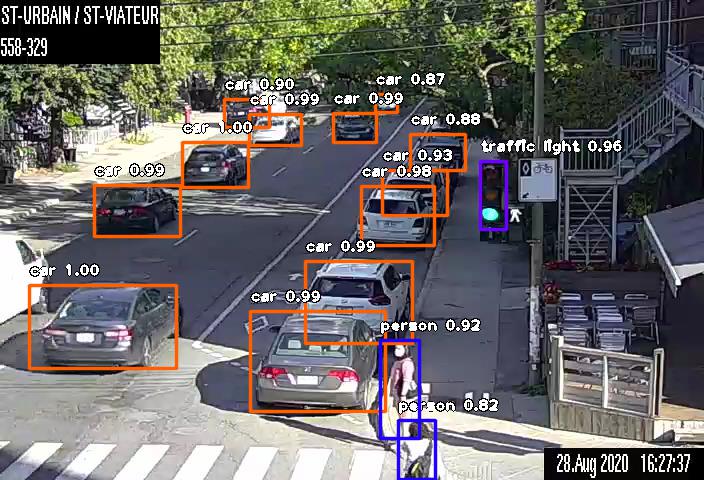 ST-URBAIN / ST-VIATEUR
558-329
car 0.90
car 0.87
car 0.99
car 0.99
car 1.00
car 0.88
traffic light 0.96
car 0.93
car 0.99
car 0.98
car 0.99
car 1.00
car 0.99
person 0.92
person 0.82
28.Aug 2020 16:27:37